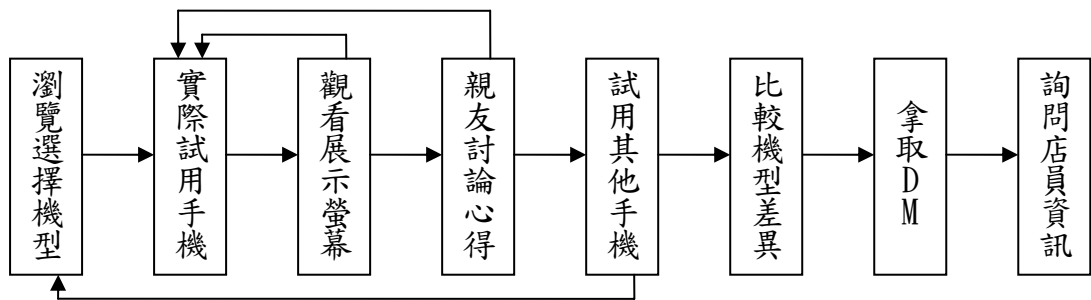 瀏覽選擇機型
實際試用手機
觀看展示螢幕
親友討論心得
試用其他手機
比較機型差異
拿取DM
詢問店員資訊